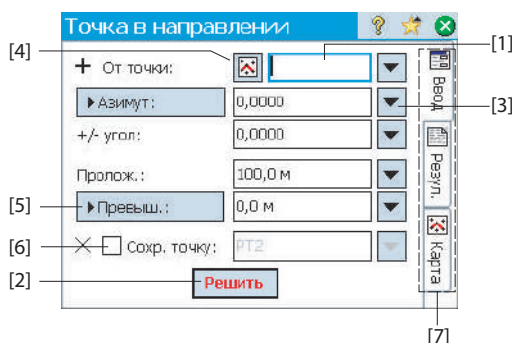 Точка в направлении
[4]
[1]
От точки:
Азимут:
0,0000
[3]
+/- угол:
0,0000
Пролож.:
100,0 м
[5]
Превыш.:
0,0 м
[6]
Сохр. точку:
PT2
[2]
Решить
Ввод
Резул.
Карта
[7]